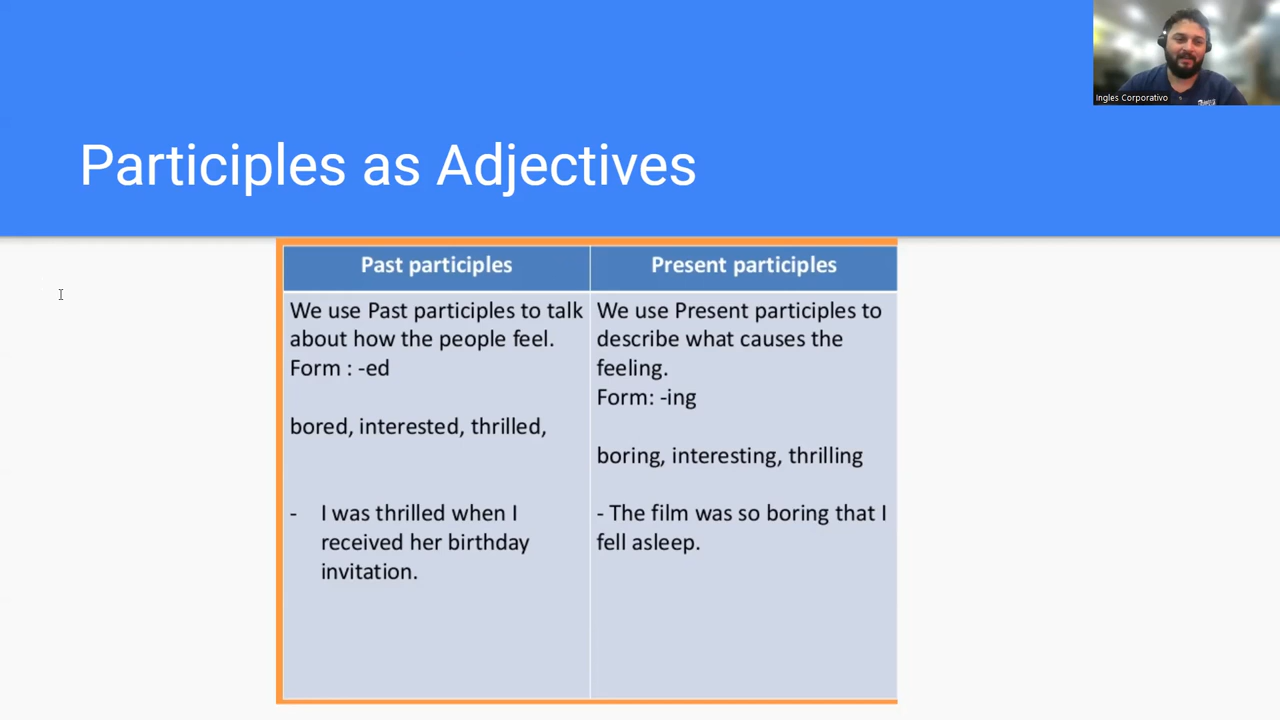 Ingles Corporativo
Participles as Adjectives
Past participles
We use Past participles to talk
about how the people feel.
Form : -ed
bored, interested, thrilled,
- I was thrilled when I
received her birthday
invitation.
Present participles
We use Present participles to
describe what causes the
feeling.
Form: -ing
boring, interesting, thrilling
- The film was so boring that I
fell asleep.